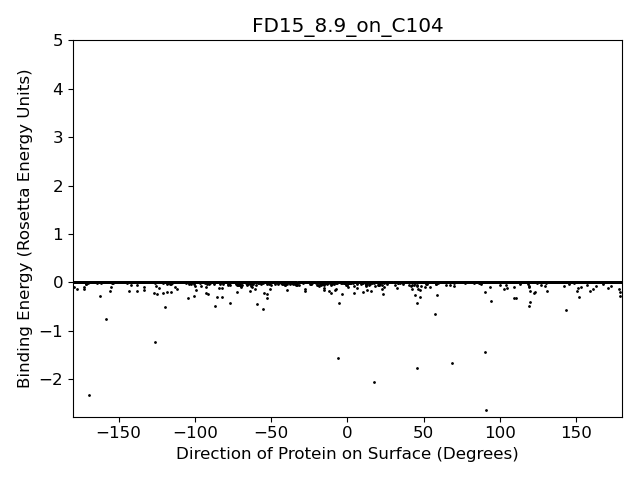 FD15_8.9_on_C104
Binding Energy (Rosetta Energy Units)
5
4
3
2
1
0
−1
−2
−150 −100 −50 0 50 100 150
Direction of Protein on Surface (Degrees)